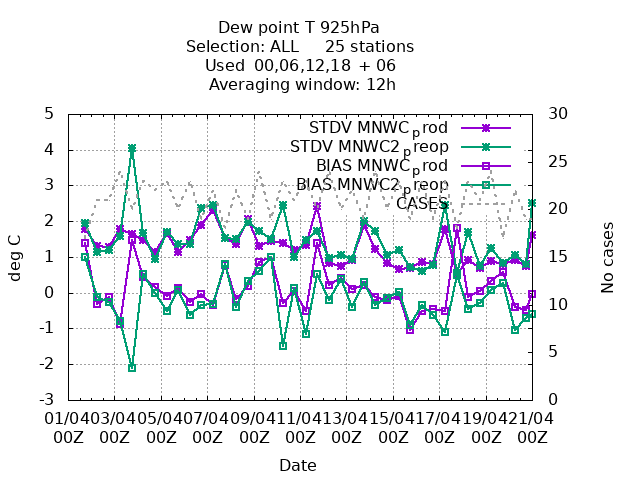 Dew point T 925hPa
Selection: ALL 25 stations
Used 00,06,12,18 + 06
Averaging window: 12h
5 30
4 25
3 20
2
1 15
0 10
-1
-2 5
-3 0
deg C
No cases
STDV MNWC_prod
STDV MNWC2_preop
BIAS MNWC_prod
BIAS MNWC2_preop
CASES
01/04 03/04 05/04 07/04 09/04 11/04 13/04 15/04 17/04 19/04 21/04
00Z 00Z 00Z 00Z 00Z 00Z 00Z 00Z 00Z 00Z 00Z
Date